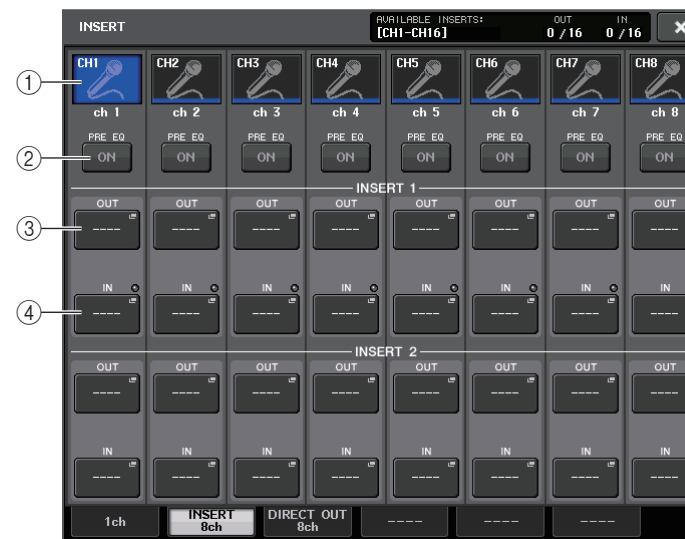 INSERT AVAILABLE INSERTS: OUT IN
[CH1-CH16] 0 /16 0 /16
CH1 CH2 CH3 CH4 CH5 CH6 CH7 CH8
ch 1 ch 2 ch 3 ch 4 ch 5 ch 6 ch 7 ch 8
PRE EQ PRE EQ PRE EQ PRE EQ PRE EQ PRE EQ PRE EQ PRE EQ
ON ON ON ON ON ON ON ON
INSERT 1
OUT OUT OUT OUT OUT OUT OUT OUT
---- ---- ---- ---- ---- ---- ---- ----
IN IN IN IN IN IN IN IN
---- ---- ---- ---- ---- ---- ---- ----
INSERT 2
OUT OUT OUT OUT OUT OUT OUT OUT
---- ---- ---- ---- ---- ---- ---- ----
IN IN IN IN IN IN IN IN
---- ---- ---- ---- ---- ---- ---- ----
1ch INSERT 8ch DIRECT OUT 8ch ---- ---- ----
①
②
③
④